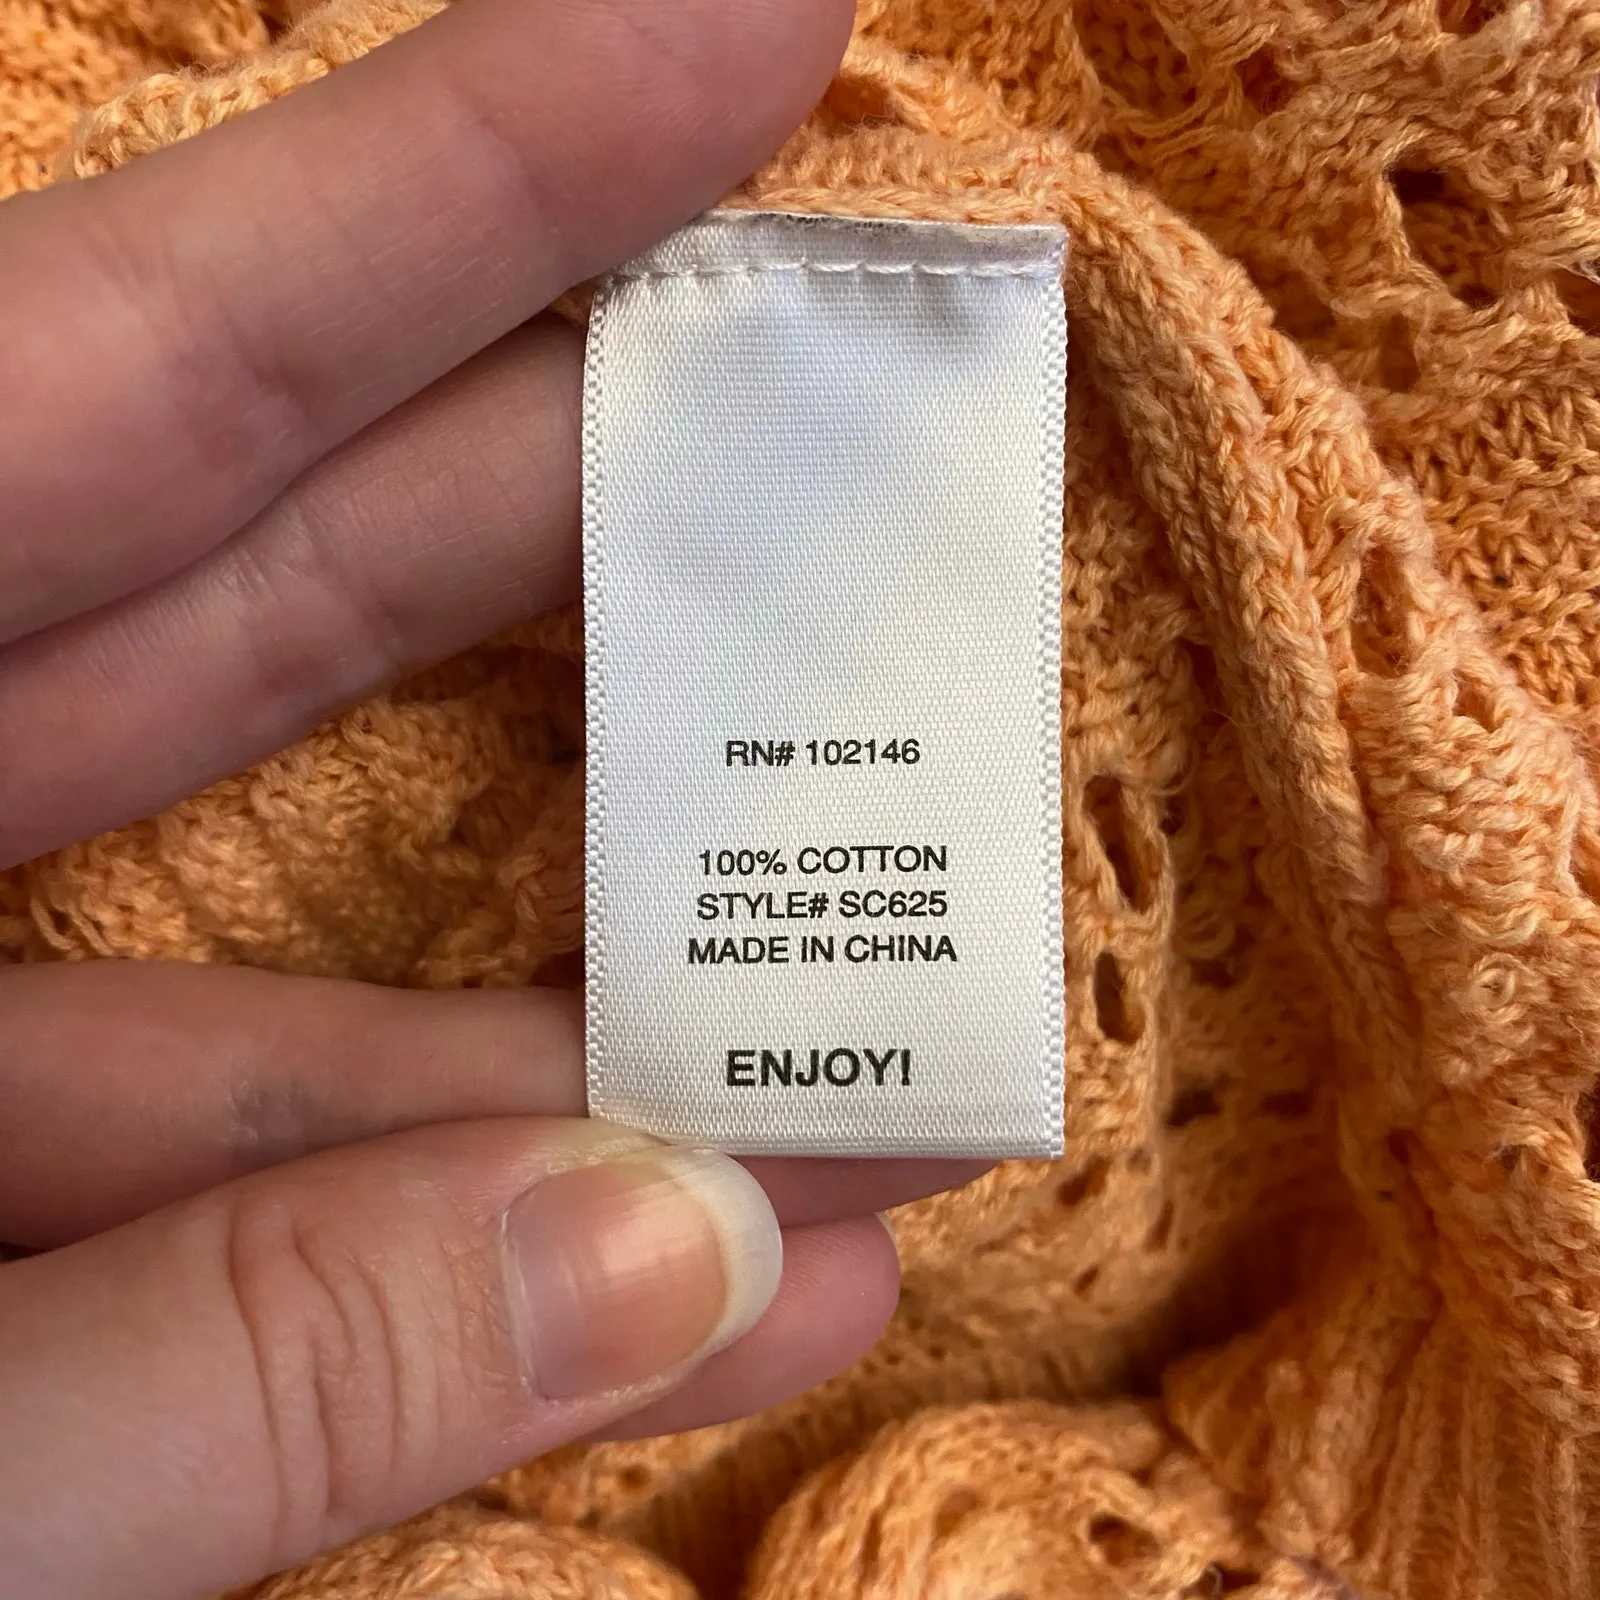 RN# 102146
100% COTTON
STYLE# SC625
MADE IN CHINA
ENJOY!